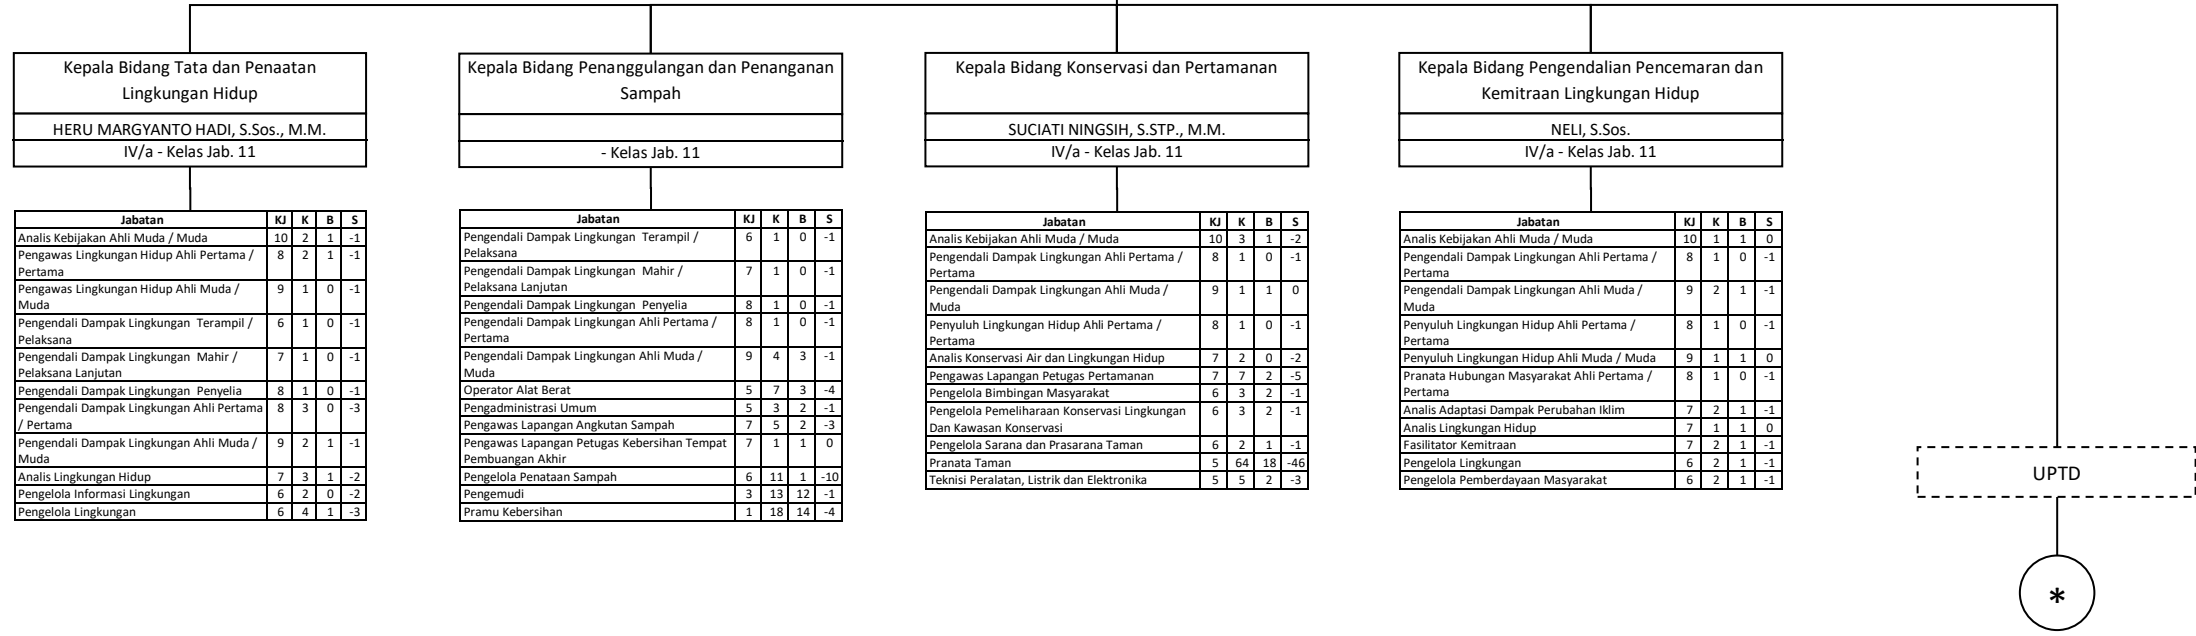 Kepala Bidang Tata dan Penaatan
Lingkungan Hidup
HERU MARGYANTO HADI, S.Sos., M.M.
IV/a - Kelas Jab. 11
Jabatan KJ K B S
Analis Kebijakan Ahli Muda / Muda 10 2 1 -1
Pengawas Lingkungan Hidup Ahli Pertama / 8 2 1 -1
Pertama
Pengawas Lingkungan Hidup Ahli Muda / 9 1 0 -1
Muda
Pengendali Dampak Lingkungan Terampil / 6 1 0 -1
Pelaksana
Pengendali Dampak Lingkungan Mahir / 7 1 0 -1
Pelaksana Lanjutan
Pengendali Dampak Lingkungan Penyelia 8 1 0 -1
Pengendali Dampak Lingkungan Ahli Pertama 8 3 0 -3
/ Pertama
Pengendali Dampak Lingkungan Ahli Muda / 9 2 1 -1
Muda
Analis Lingkungan Hidup 7 3 1 -2
Pengelola Informasi Lingkungan 6 2 0 -2
Pengelola Lingkungan 6 4 1 -3
Kepala Bidang Penanggulangan dan Penanganan
Sampah
- Kelas Jab. 11
Jabatan KJ K B S
Pengendali Dampak Lingkungan Terampil / 6 1 0 -1
Pelaksana
Pengendali Dampak Lingkungan Mahir / 7 1 0 -1
Pelaksana Lanjutan
Pengendali Dampak Lingkungan Penyelia 8 1 0 -1
Pengendali Dampak Lingkungan Ahli Pertama / 8 1 0 -1
Pertama
Pengendali Dampak Lingkungan Ahli Muda / 9 4 3 -1
Muda
Operator Alat Berat 5 7 3 -4
Pengadministrasi Umum 5 3 2 -1
Pengawas Lapangan Angkutan Sampah 7 5 2 -3
Pengawas Lapangan Petugas Kebersihan Tempat 7 1 1 0
Pembuangan Akhir
Pengelola Penataan Sampah 6 11 1 -10
Pengemudi 3 13 12 -1
Pramu Kebersihan 1 18 14 -4
Kepala Bidang Konservasi dan Pertamanan
SUCIATI NINGSIH, S.STP., M.M.
IV/a - Kelas Jab. 11
Jabatan KJ K B S
Analis Kebijakan Ahli Muda / Muda 10 3 1 -2
Pengendali Dampak Lingkungan Ahli Pertama / 8 1 0 -1
Pertama
Pengendali Dampak Lingkungan Ahli Muda / 9 1 1 0
Muda
Penyuluh Lingkungan Hidup Ahli Pertama / 8 1 0 -1
Pertama
Analis Konservasi Air dan Lingkungan Hidup 7 2 0 -2
Pengawas Lapangan Petugas Pertamanan 7 7 2 -5
Pengelola Bimbingan Masyarakat 6 3 2 -1
Pengelola Pemeliharaan Konservasi Lingkungan 6 3 2 -1
Dan Kawasan Konservasi
Pengelola Sarana dan Prasarana Taman 6 2 1 -1
Pranata Taman 5 64 18 -46
Teknisi Peralatan, Listrik dan Elektronika 5 5 2 -3
Kepala Bidang Pengendalian Pencemaran dan
Kemitraan Lingkungan Hidup
NELI, S.Sos.
IV/a - Kelas Jab. 11
Jabatan KJ K B S
Analis Kebijakan Ahli Muda / Muda 10 1 1 0
Pengendali Dampak Lingkungan Ahli Pertama / 8 1 0 -1
Pertama
Pengendali Dampak Lingkungan Ahli Muda / 9 2 1 -1
Muda
Penyuluh Lingkungan Hidup Ahli Pertama / 8 1 0 -1
Pertama
Penyuluh Lingkungan Hidup Ahli Muda / Muda 9 1 1 0
Pranata Hubungan Masyarakat Ahli Pertama / 8 1 0 -1
Pertama
Analis Adaptasi Dampak Perubahan Iklim 7 2 1 -1
Analis Lingkungan Hidup 7 1 1 0
Fasilitator Kemitraan 7 2 1 -1
Pengelola Lingkungan 6 2 1 -1
Pengelola Pemberdayaan Masyarakat 6 2 1 -1
UPTD
*